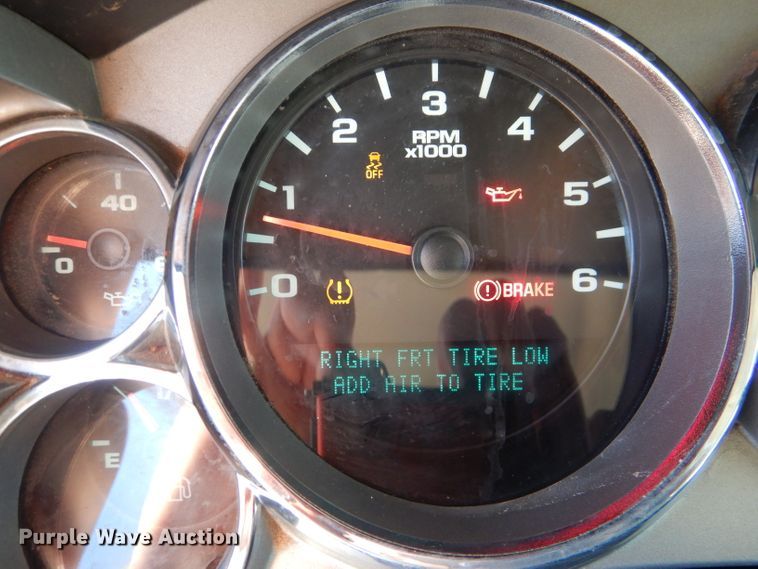 3
2
4
RPM
x1000
OFF
1
5
40
0
0
6
BRAKE
RIGHT FRT TIRE LOW
ADD AIR TO TIRE
E
Purple Wave Auction